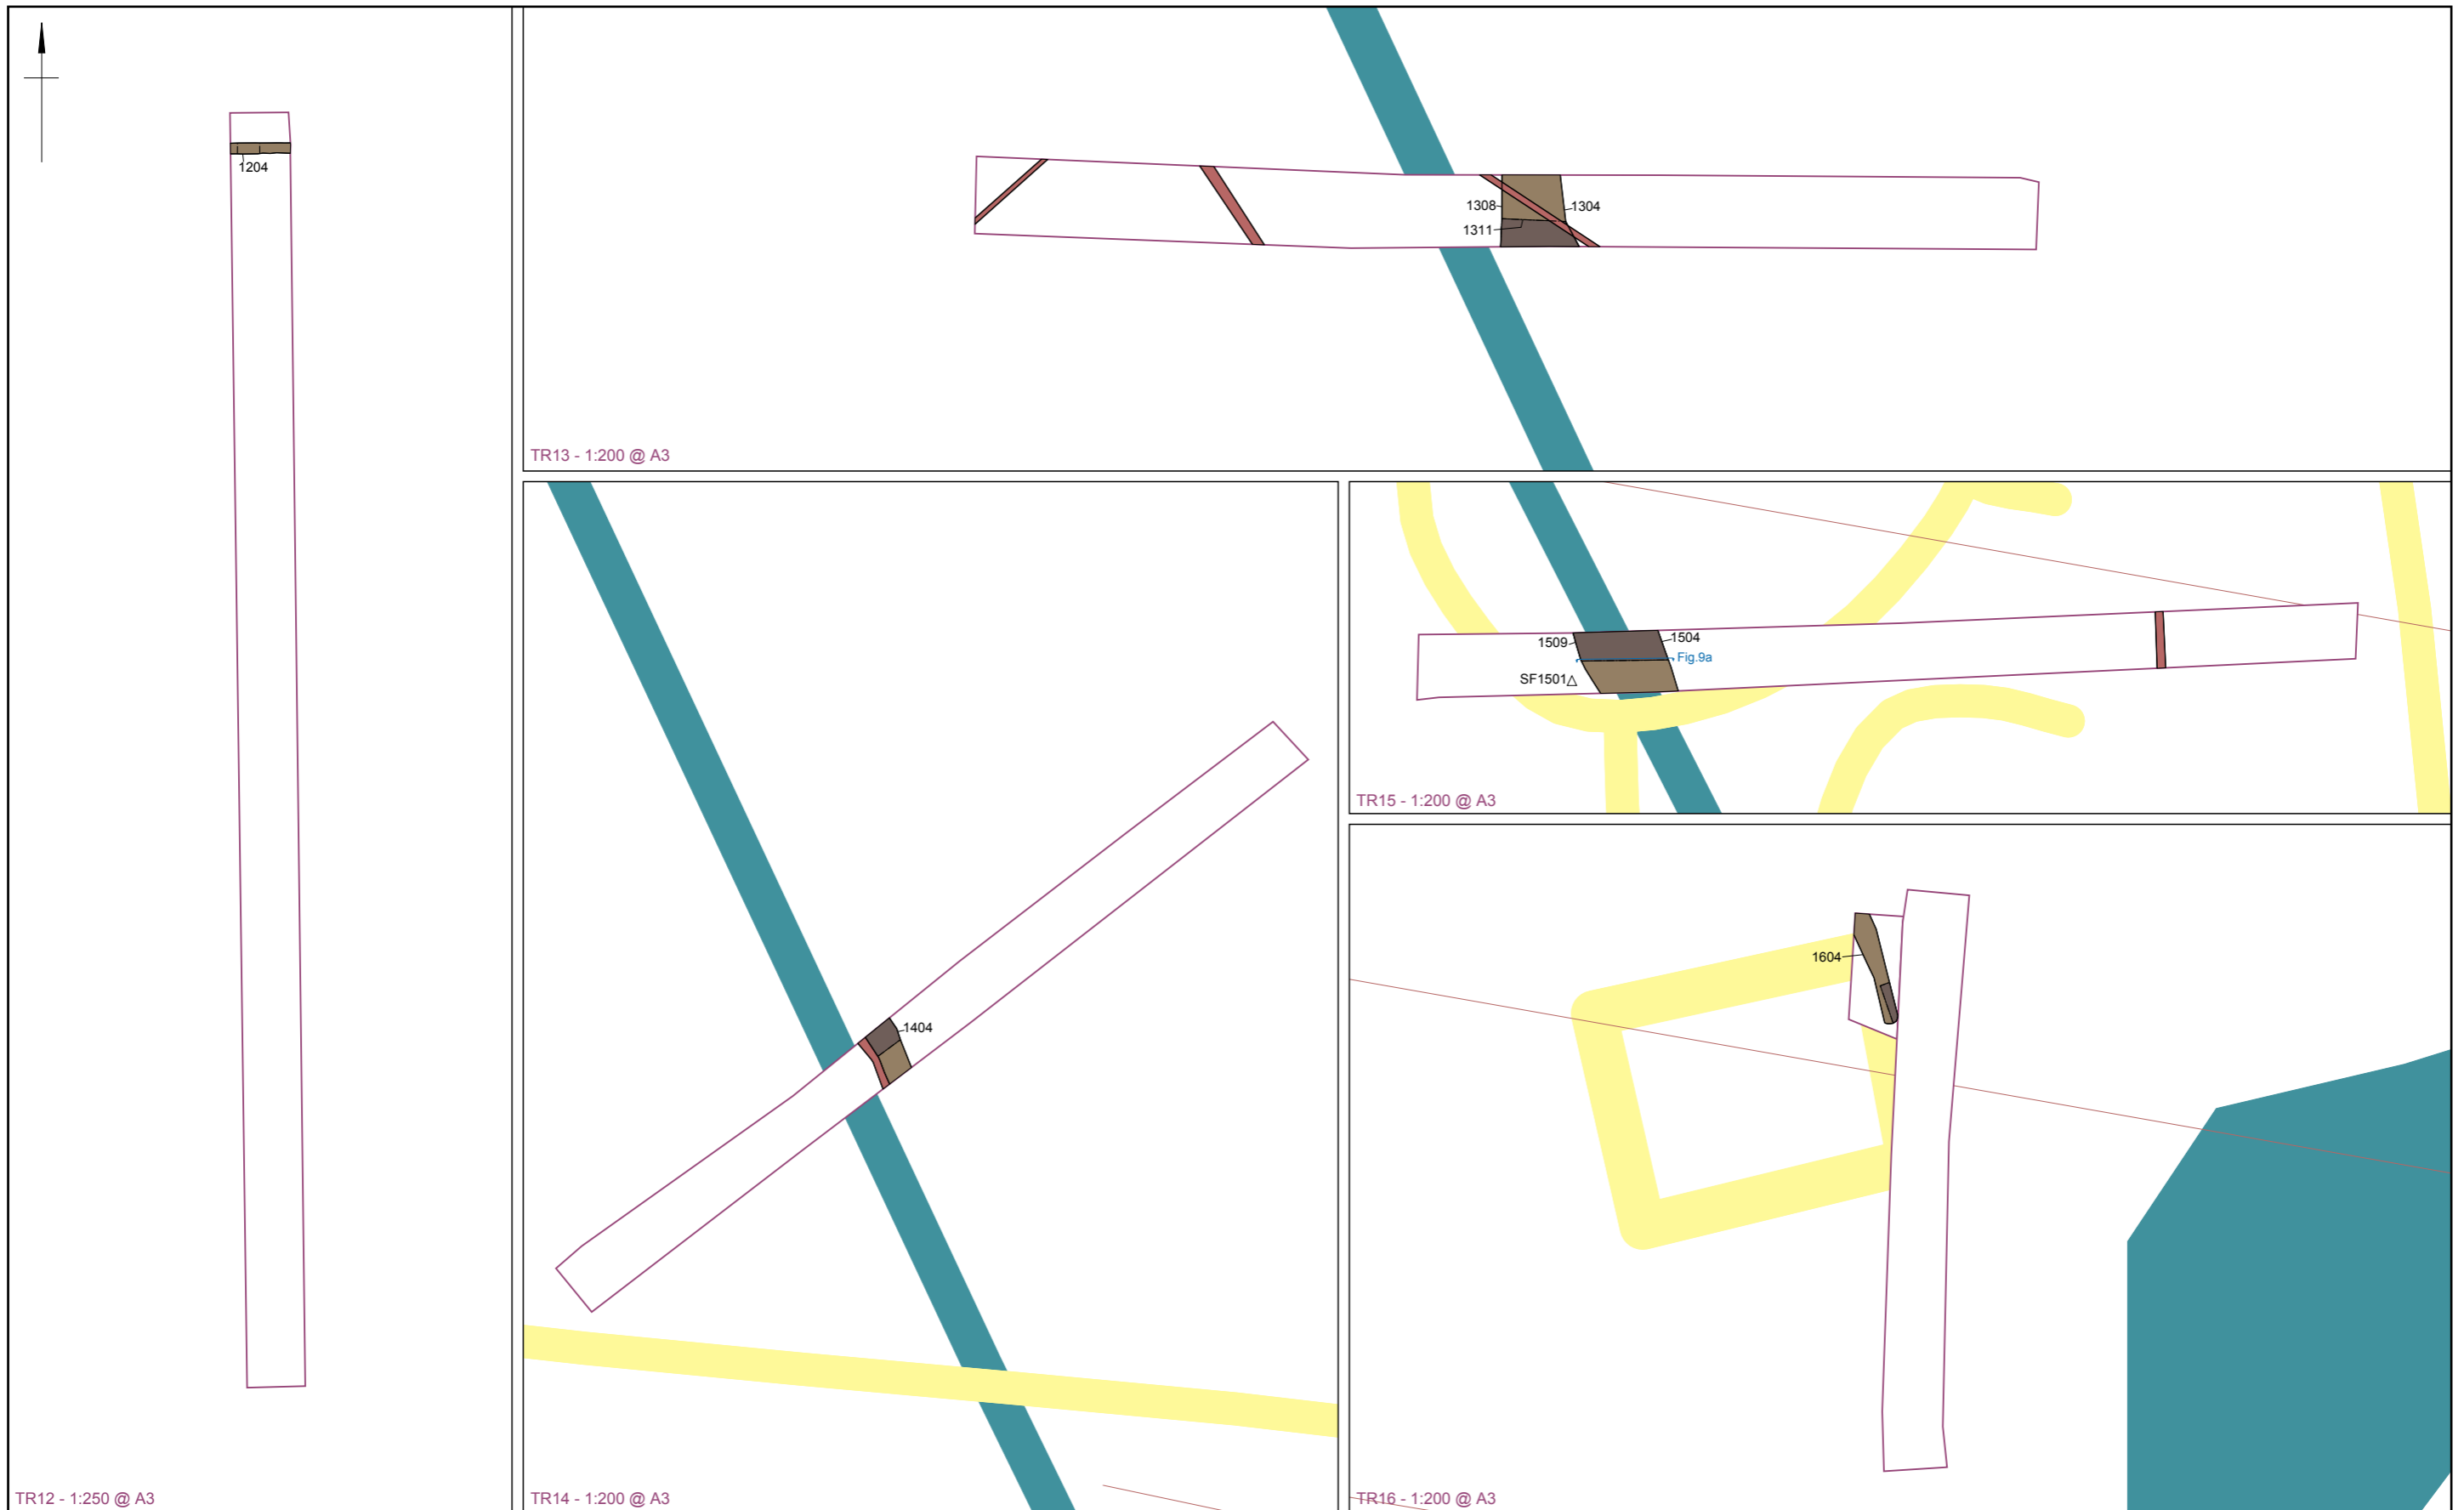 1204
TR12 - 1:250 @ A3
1308
1304
1311
TR13 - 1:200 @ A3
1404
TR14 - 1:200 @ A3
1509
1504
Fig.9a
SF1501△
TR15 - 1:200 @ A3
1604
TR16 - 1:200 @ A3